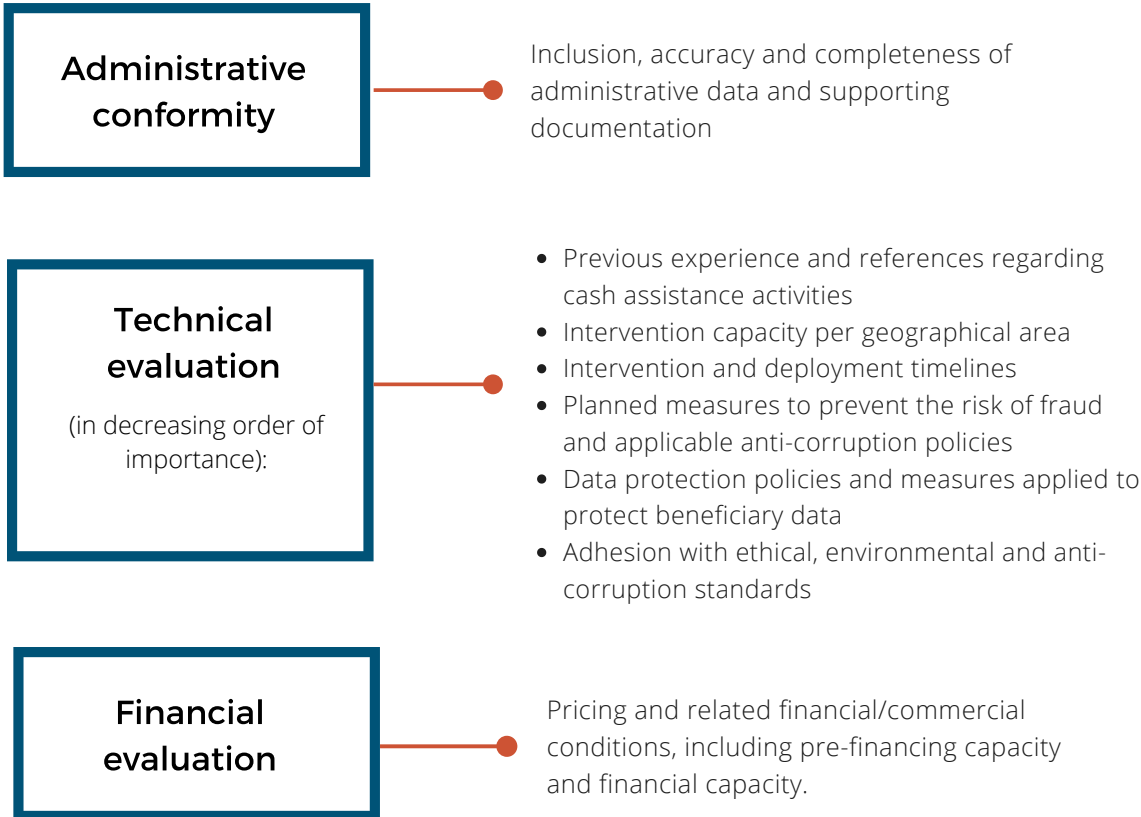 Administrative
conformity
Inclusion, accuracy and completeness of
administrative data and supporting
documentation
Technical
evaluation
(in decreasing order of
importance):
• Previous experience and references regarding
cash assistance activities
• Intervention capacity per geographical area
• Intervention and deployment timelines
• Planned measures to prevent the risk of fraud
and applicable anti-corruption policies
• Data protection policies and measures applied to
protect beneficiary data
• Adhesion with ethical, environmental and anti-
corruption standards
Financial
evaluation
Pricing and related financial/commercial
conditions, including pre-financing capacity
and financial capacity.